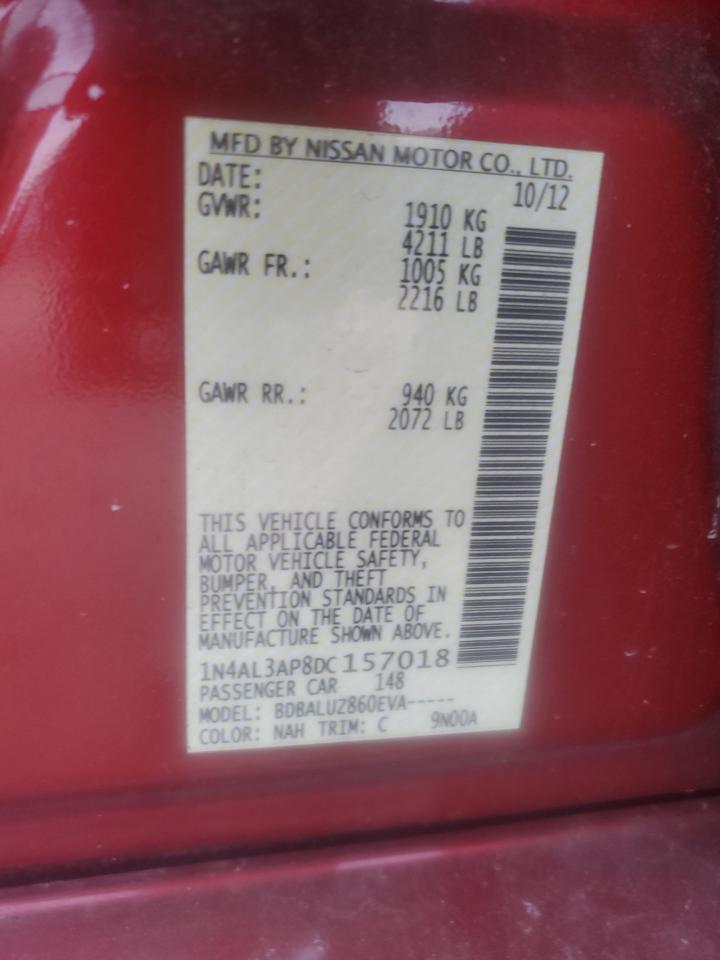 MFD BY NISSAN MOTOR CO., LTD.
DATE: 10/12
GVWR: 1910 KG
4211 LB
GAWR FR.: 1005 KG
2216 LB
GAWR RR.: 940 KG
2072 LB
THIS VEHICLE CONFORMS TO
ALL APPLICABLE FEDERAL
MOTOR VEHICLE SAFETY,
BUMPER, AND THEFT
PREVENTION STANDARDS IN
EFFECT ON THE DATE OF
MANUFACTURE SHOWN ABOVE.
1N4AL3AP8DC157018
PASSENGER CAR 148
MODEL: BDBALUZ860EVA-----
COLOR: NAH TRIM: C 9N00A